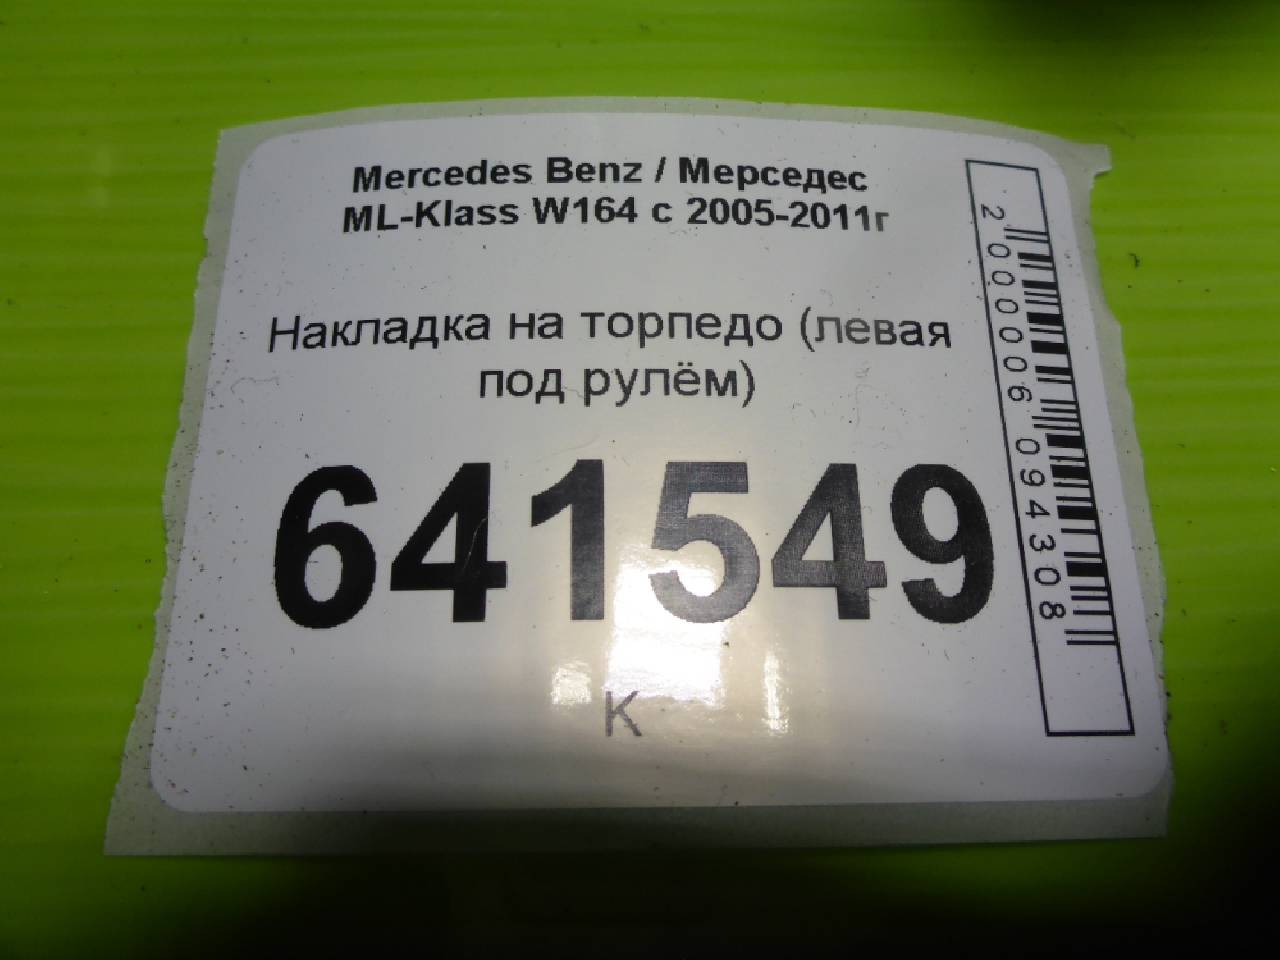 Mercedes Benz / Мерседес
ML-Klass W164 с 2005-2011г
Накладка на торпедо (левая
под рулём)
641549
К
2000006094308